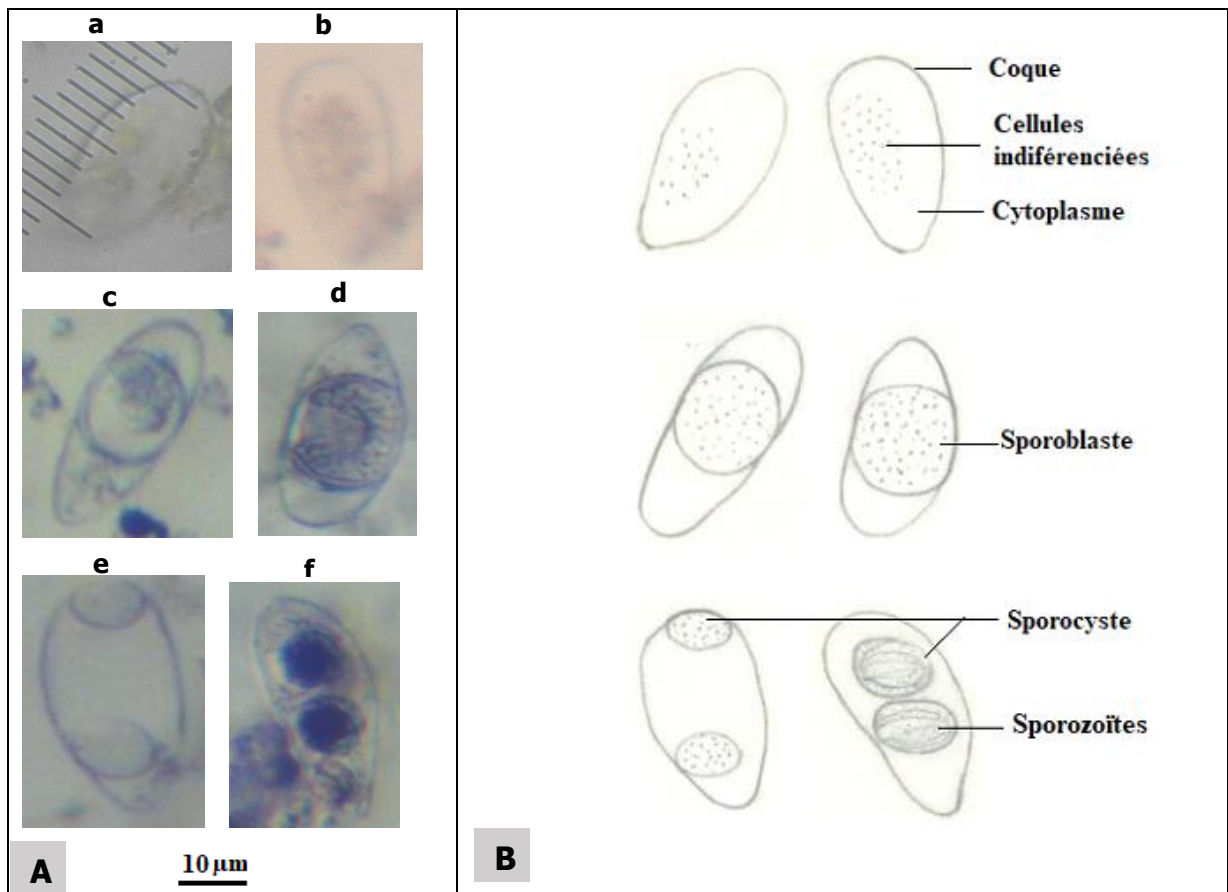 a
b
c
d
e
f
A
10 µm
Coque
Cellules
indiférenciées
Cytoplasme
Sporoblaste
Sporocyste
Sporozoïtes
B